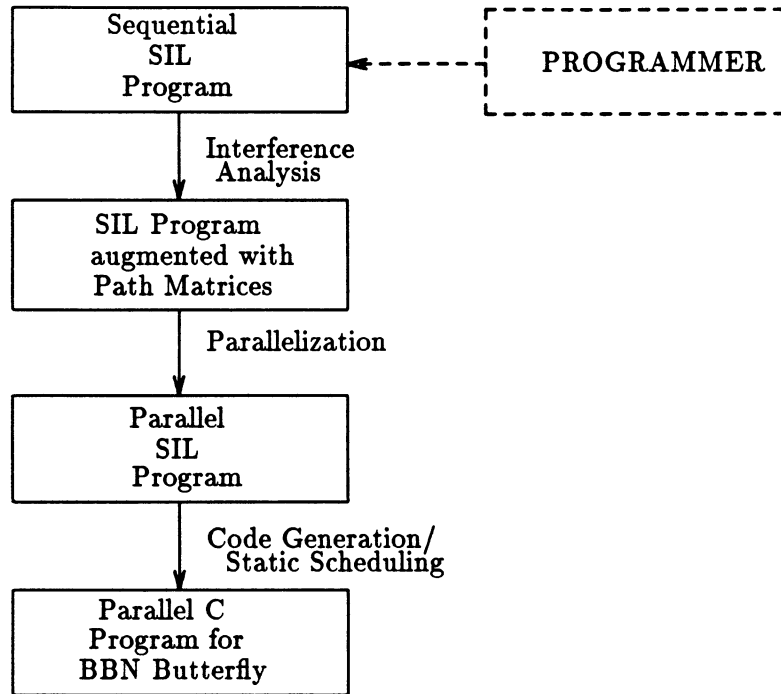 Sequential
SIL
Program
PROGRAMMER
Interference
Analysis
SIL Program
augmented with
Path Matrices
Parallelization
Parallel
SIL
Program
Code Generation/
Static Scheduling
Parallel C
Program for
BBN Butterfly